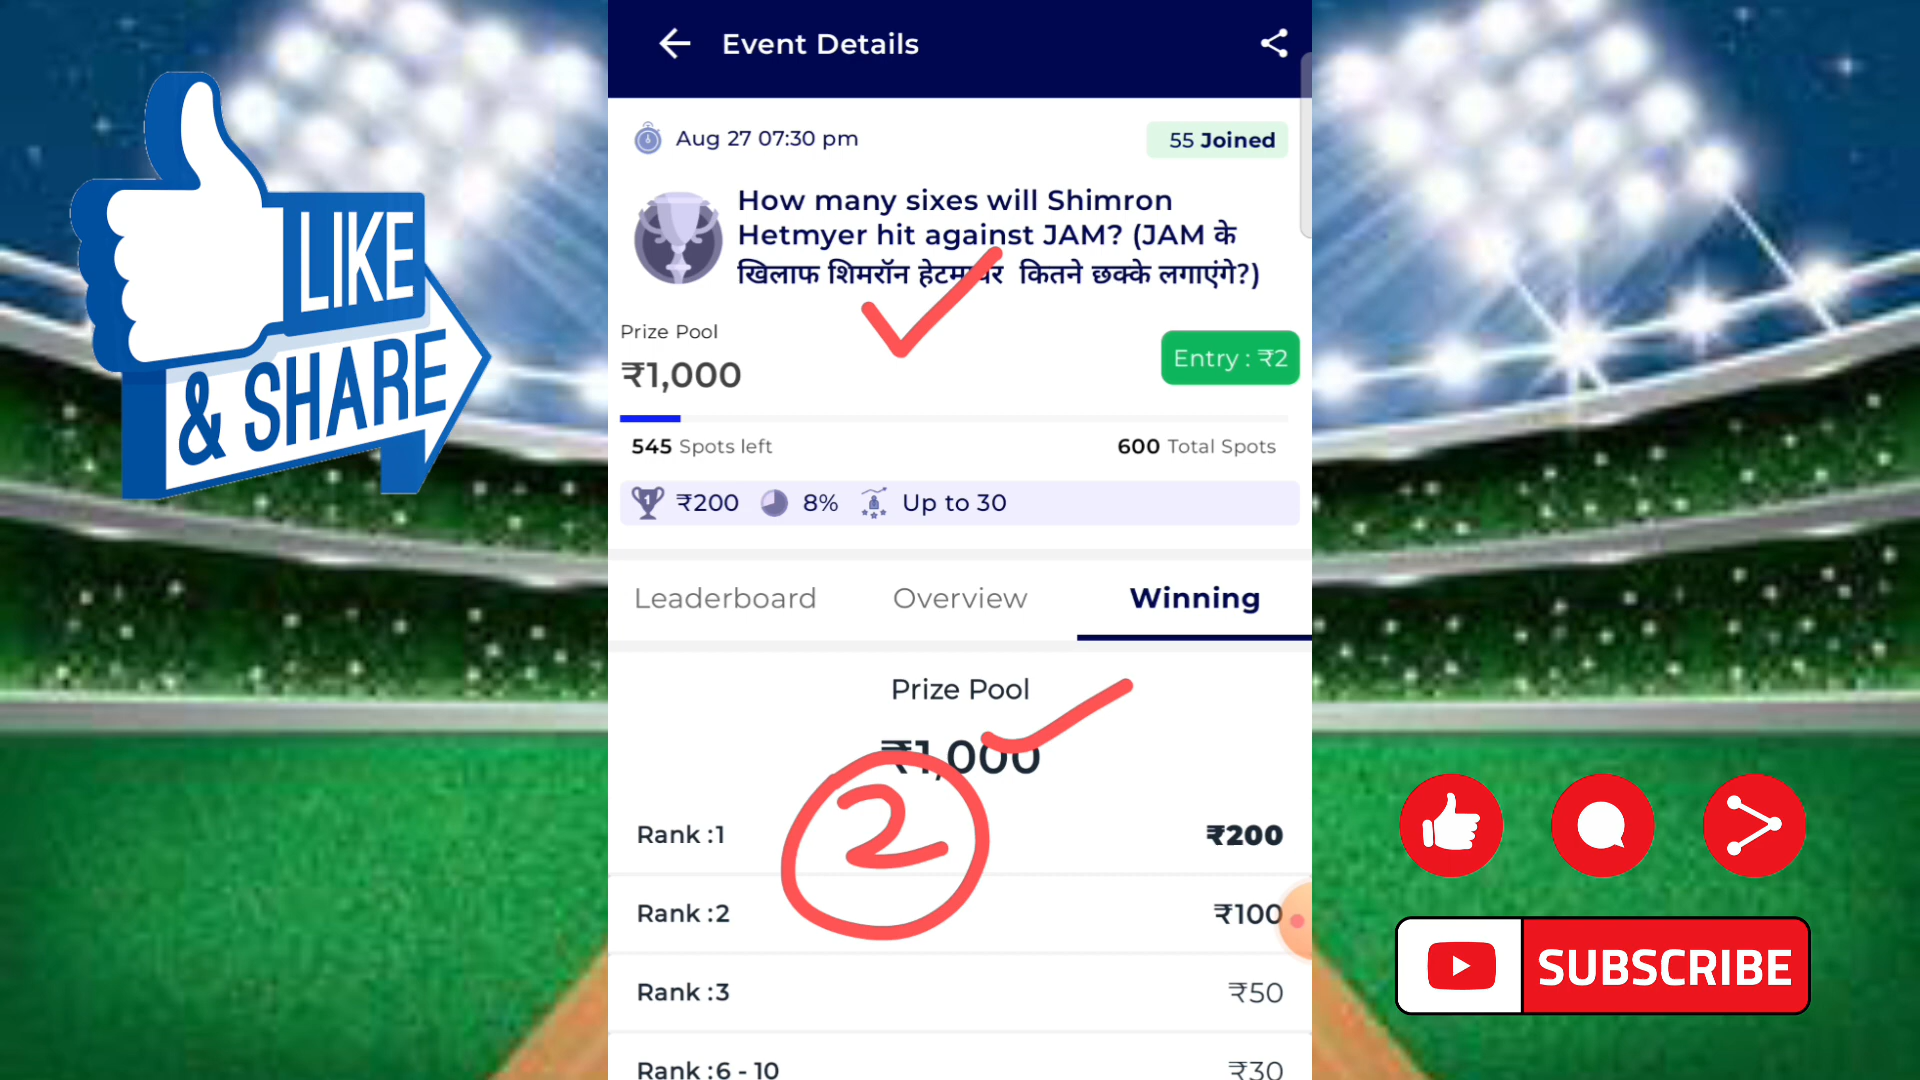 LIKE
& SHARE
Event Details
Aug 27 07:30 pm
55 Joined
How many sixes will Shimron
Hetmyer hit against JAM? (JAM के
खिलाफ शिमरॉन हेटमायर कितने छक्के लगाएंगे?)
Prize Pool
₹1,000
Entry : ₹2
545 Spots left
600 Total Spots
1 ₹200 8% Up to 30
Leaderboard Overview Winning
Prize Pool
₹1,000
2
Rank :1 ₹200
Rank :2 ₹100
Rank :3 ₹50
Rank :6 - 10 ₹30
SUBSCRIBE